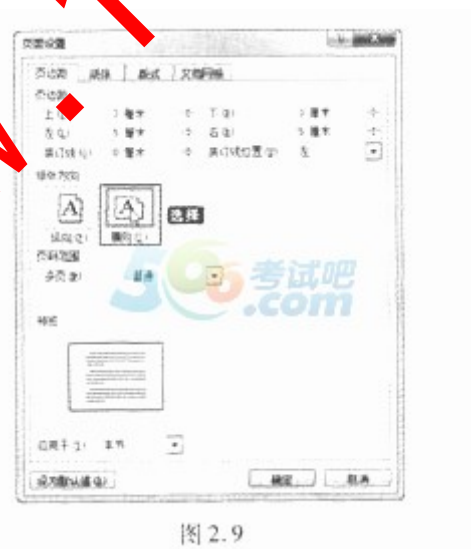 页面设置
页边距 纸张 版式 文档网格
页边距
上 3 厘米 下(B) 3 厘米
左(L) 5 厘米 右(R) 5 厘米
装订线(G) 0 厘米 装订线位置(T) 左
纸张方向
A A 选择
纵向(P) 横向(S)
页码范围
多页(M) 普通
566 考试吧
.com
预览
应用于(Y) 本节
设为默认值(D) 确定 取消
图 2.9